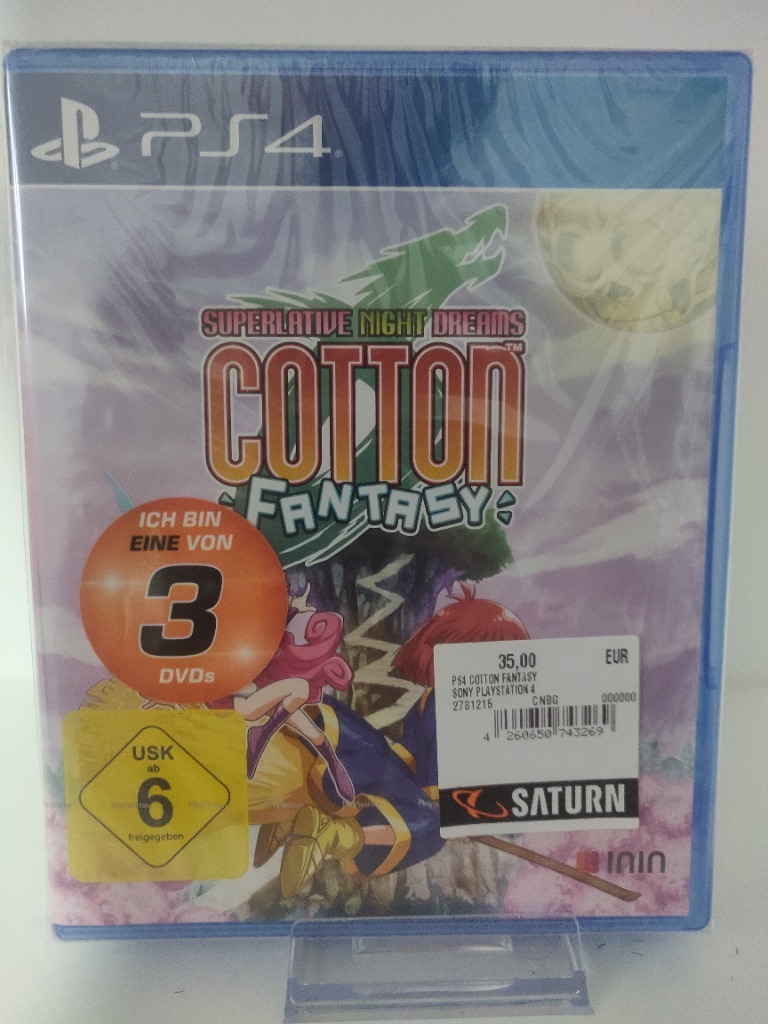 PS4
SUPERLATIVE NIGHT DREAMS
COTTON™
FANTASY
ICH BIN
EINE VON
3
DVDs
35,00 EUR
PS4 COTTON FANTASY
SONY PLAYSTATION 4
2781215 CNBG 000000
4 260650 743269
SATURN
USK
ab
6
freigegeben
ININ